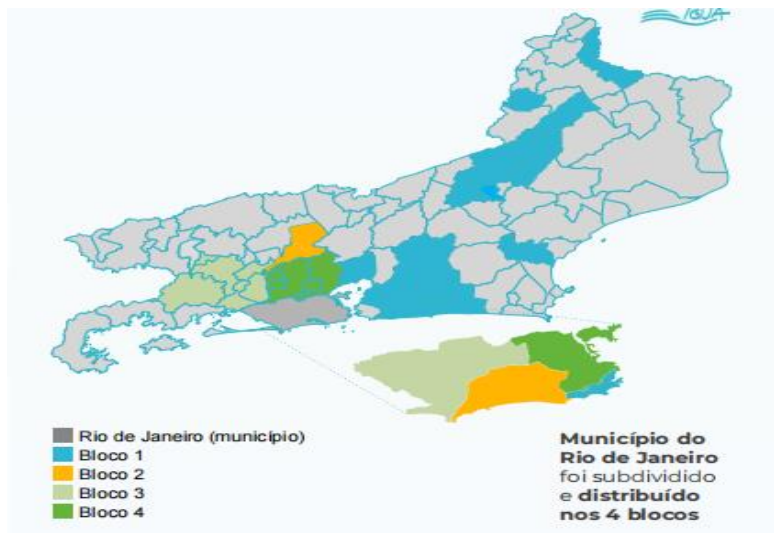 IGUÁ
Rio de Janeiro (município)
Bloco 1
Bloco 2
Bloco 3
Bloco 4
Município do
Rio de Janeiro
foi subdividido
e distribuído
nos 4 blocos